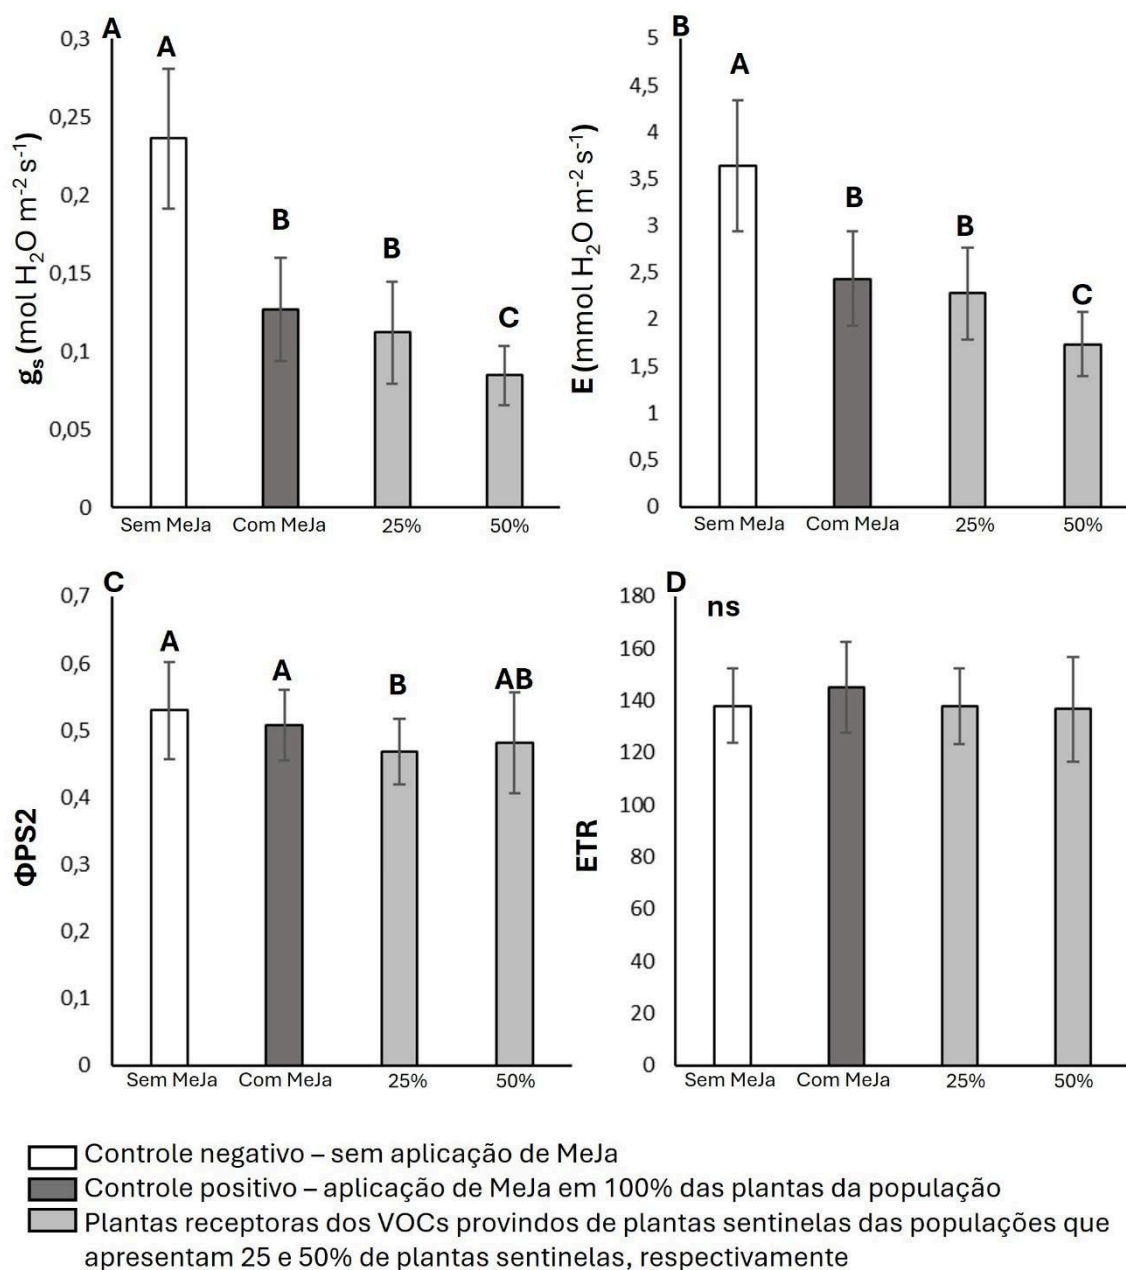 A
A
B
B
C
0,3
0,25
0,2
0,15
0,1
0,05
0
gs (mol H2O m-2 s-1)
Sem MeJa Com MeJa 25% 50%
B
A
B
B
C
5
4,5
4
3,5
3
2,5
2
1,5
1
0,5
0
E (mmol H2O m-2 s-1)
Sem MeJa Com MeJa 25% 50%
C
A
A
B
AB
0,7
0,6
0,5
0,4
0,3
0,2
0,1
0
ΦPS2
Sem MeJa Com MeJa 25% 50%
D
ns
180
160
140
120
100
80
60
40
20
0
ETR
Sem MeJa Com MeJa 25% 50%
Controle negativo – sem aplicação de MeJa
Controle positivo – aplicação de MeJa em 100% das plantas da população
Plantas receptoras dos VOCs provindos de plantas sentinelas das populações que
apresentam 25 e 50% de plantas sentinelas, respectivamente